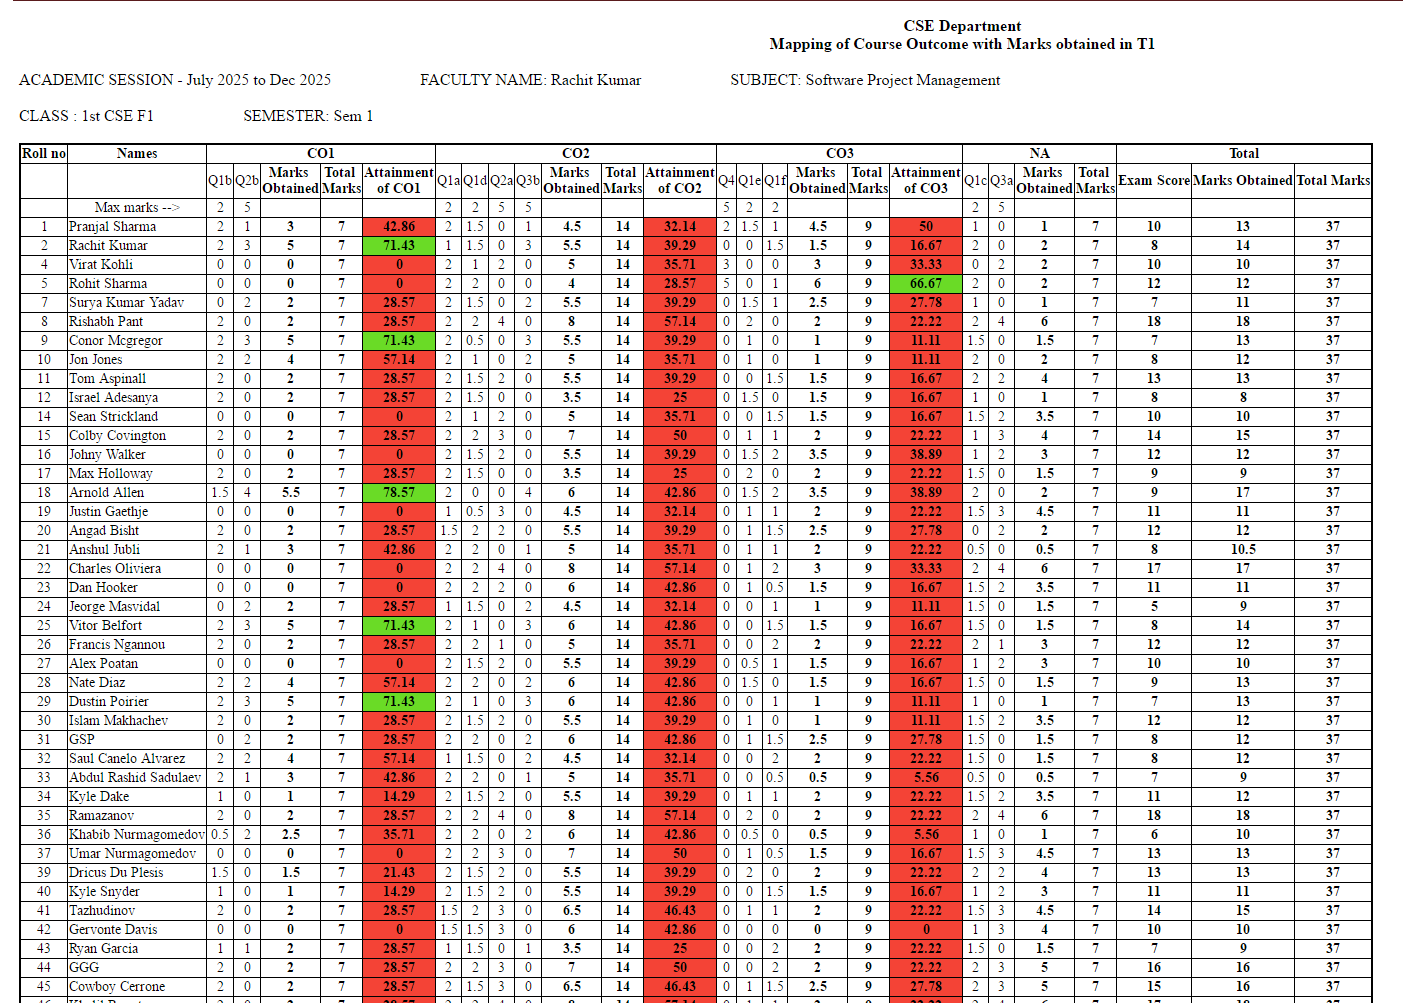 CSE Department
Mapping of Course Outcome with Marks obtained in T1
ACADEMIC SESSION - July 2025 to Dec 2025 FACULTY NAME: Rachit Kumar SUBJECT: Software Project Management
CLASS : 1st CSE F1 SEMESTER: Sem 1
Roll no Names CO1 CO2 CO3 NA Total
Q1b Q2b Marks Obtained Total Marks Attainment of CO1 Q1a Q1d Q2a Q3b Marks Obtained Total Marks Attainment of CO2 Q4 Q1e Q1f Marks Obtained Total Marks Attainment of CO3 Q1c Q3a Marks Obtained Total Marks Exam Score Marks Obtained Total Marks
Max marks --> 2 5 2 2 5 5 5 2 2 2 5
1 Pranjal Sharma 2 1 3 7 42.86 2 1.5 0 1 4.5 14 32.14 2 1.5 1 4.5 9 50 1 0 1 7 10 13 37
2 Rachit Kumar 2 3 5 7 71.43 1 1.5 0 3 5.5 14 39.29 0 0 1.5 1.5 9 16.67 2 0 2 7 8 14 37
4 Virat Kohli 0 0 0 7 0 2 1 2 0 5 14 35.71 3 0 0 3 9 33.33 0 2 2 7 10 10 37
5 Rohit Sharma 0 0 0 7 0 2 2 0 0 4 14 28.57 5 0 1 6 9 66.67 2 0 2 7 12 12 37
7 Surya Kumar Yadav 0 2 2 7 28.57 2 1.5 0 2 5.5 14 39.29 0 1.5 1 2.5 9 27.78 1 0 1 7 7 11 37
8 Rishabh Pant 2 0 2 7 28.57 2 2 4 0 8 14 57.14 0 2 0 2 9 22.22 2 4 6 7 18 18 37
9 Conor Mcgregor 2 3 5 7 71.43 2 0.5 0 3 5.5 14 39.29 0 1 0 1 9 11.11 1.5 0 1.5 7 7 13 37
10 Jon Jones 2 2 4 7 57.14 2 1 0 2 5 14 35.71 0 1 0 1 9 11.11 2 0 2 7 8 12 37
11 Tom Aspinall 2 0 2 7 28.57 2 1.5 2 0 5.5 14 39.29 0 0 1.5 1.5 9 16.67 2 2 4 7 13 13 37
12 Israel Adesanya 2 0 2 7 28.57 2 1.5 0 0 3.5 14 25 0 1.5 0 1.5 9 16.67 1 0 1 7 8 8 37
14 Sean Strickland 0 0 0 7 0 2 1 2 0 5 14 35.71 0 0 1.5 1.5 9 16.67 1.5 2 3.5 7 10 10 37
15 Colby Covington 2 0 2 7 28.57 2 2 3 0 7 14 50 0 1 1 2 9 22.22 1 3 4 7 14 15 37
16 Johny Walker 0 0 0 7 0 2 1.5 2 0 5.5 14 39.29 0 1.5 2 3.5 9 38.89 1 2 3 7 12 12 37
17 Max Holloway 2 0 2 7 28.57 2 1.5 0 0 3.5 14 25 0 2 0 2 9 22.22 1.5 0 1.5 7 9 9 37
18 Arnold Allen 1.5 4 5.5 7 78.57 2 0 0 4 6 14 42.86 0 1.5 2 3.5 9 38.89 2 0 2 7 9 17 37
19 Justin Gaethje 0 0 0 7 0 1 0.5 3 0 4.5 14 32.14 0 1 1 2 9 22.22 1.5 3 4.5 7 11 11 37
20 Angad Bisht 2 0 2 7 28.57 1.5 2 2 0 5.5 14 39.29 0 1 1.5 2.5 9 27.78 0 2 2 7 12 12 37
21 Anshul Jubli 2 1 3 7 42.86 2 2 0 1 5 14 35.71 0 1 1 2 9 22.22 0.5 0 0.5 7 8 10.5 37
22 Charles Oliviera 0 0 0 7 0 2 2 4 0 8 14 57.14 0 1 2 3 9 33.33 2 4 6 7 17 17 37
23 Dan Hooker 0 0 0 7 0 2 2 2 0 6 14 42.86 0 1 0.5 1.5 9 16.67 1.5 2 3.5 7 11 11 37
24 Jeorge Masvidal 0 2 2 7 28.57 1 1.5 0 2 4.5 14 32.14 0 0 1 1 9 11.11 1.5 0 1.5 7 5 9 37
25 Vitor Belfort 2 3 5 7 71.43 2 1 0 3 6 14 42.86 0 0 1.5 1.5 9 16.67 1.5 0 1.5 7 8 14 37
26 Francis Ngannou 2 0 2 7 28.57 2 2 1 0 5 14 35.71 0 0 2 2 9 22.22 2 1 3 7 12 12 37
27 Alex Poatan 0 0 0 7 0 2 1.5 2 0 5.5 14 39.29 0 0.5 1 1.5 9 16.67 1 2 3 7 10 10 37
28 Nate Diaz 2 2 4 7 57.14 2 2 0 2 6 14 42.86 0 1.5 0 1.5 9 16.67 1.5 0 1.5 7 9 13 37
29 Dustin Poirier 2 3 5 7 71.43 2 1 0 3 6 14 42.86 0 0 1 1 9 11.11 1 0 1 7 7 13 37
30 Islam Makhachev 2 0 2 7 28.57 2 1.5 2 0 5.5 14 39.29 0 1 0 1 9 11.11 1.5 2 3.5 7 12 12 37
31 GSP 0 2 2 7 28.57 2 2 0 2 6 14 42.86 0 1 1.5 2.5 9 27.78 1.5 0 1.5 7 8 12 37
32 Saul Canelo Alvarez 2 2 4 7 57.14 1 1.5 0 2 4.5 14 32.14 0 0 2 2 9 22.22 1.5 0 1.5 7 8 12 37
33 Abdul Rashid Sadulaev 2 1 3 7 42.86 2 2 0 1 5 14 35.71 0 0 0.5 0.5 9 5.56 0.5 0 0.5 7 7 9 37
34 Kyle Dake 1 0 1 7 14.29 2 1.5 2 0 5.5 14 39.29 0 1 1 2 9 22.22 1.5 2 3.5 7 11 12 37
35 Ramazanov 2 0 2 7 28.57 2 2 4 0 8 14 57.14 0 2 0 2 9 22.22 2 4 6 7 18 18 37
36 Khabib Nurmagomedov 0.5 2 2.5 7 35.71 2 2 0 2 6 14 42.86 0 0.5 0 0.5 9 5.56 1 0 1 7 6 10 37
37 Umar Nurmagomedov 0 0 0 7 0 2 2 3 0 7 14 50 0 1 0.5 1.5 9 16.67 1.5 3 4.5 7 13 13 37
39 Dricus Du Plesis 1.5 0 1.5 7 21.43 2 1.5 2 0 5.5 14 39.29 0 2 0 2 9 22.22 2 2 4 7 13 13 37
40 Kyle Snyder 1 0 1 7 14.29 2 1.5 2 0 5.5 14 39.29 0 0 1.5 1.5 9 16.67 1 2 3 7 11 11 37
41 Tazhudinov 2 0 2 7 28.57 1.5 2 3 0 6.5 14 46.43 0 1 1 2 9 22.22 1.5 3 4.5 7 14 15 37
42 Gervonte Davis 0 0 0 7 0 1.5 1.5 3 0 6 14 42.86 0 0 0 0 9 0 1 3 4 7 10 10 37
43 Ryan Garcia 1 1 2 7 28.57 1 1.5 0 1 3.5 14 25 0 0 2 2 9 22.22 1.5 0 1.5 7 7 9 37
44 GGG 2 0 2 7 28.57 2 2 3 0 7 14 50 0 0 2 2 9 22.22 2 3 5 7 16 16 37
45 Cowboy Cerrone 2 0 2 7 28.57 2 1.5 3 0 6.5 14 46.43 0 1 1.5 2.5 9 27.78 2 3 5 7 15 16 37